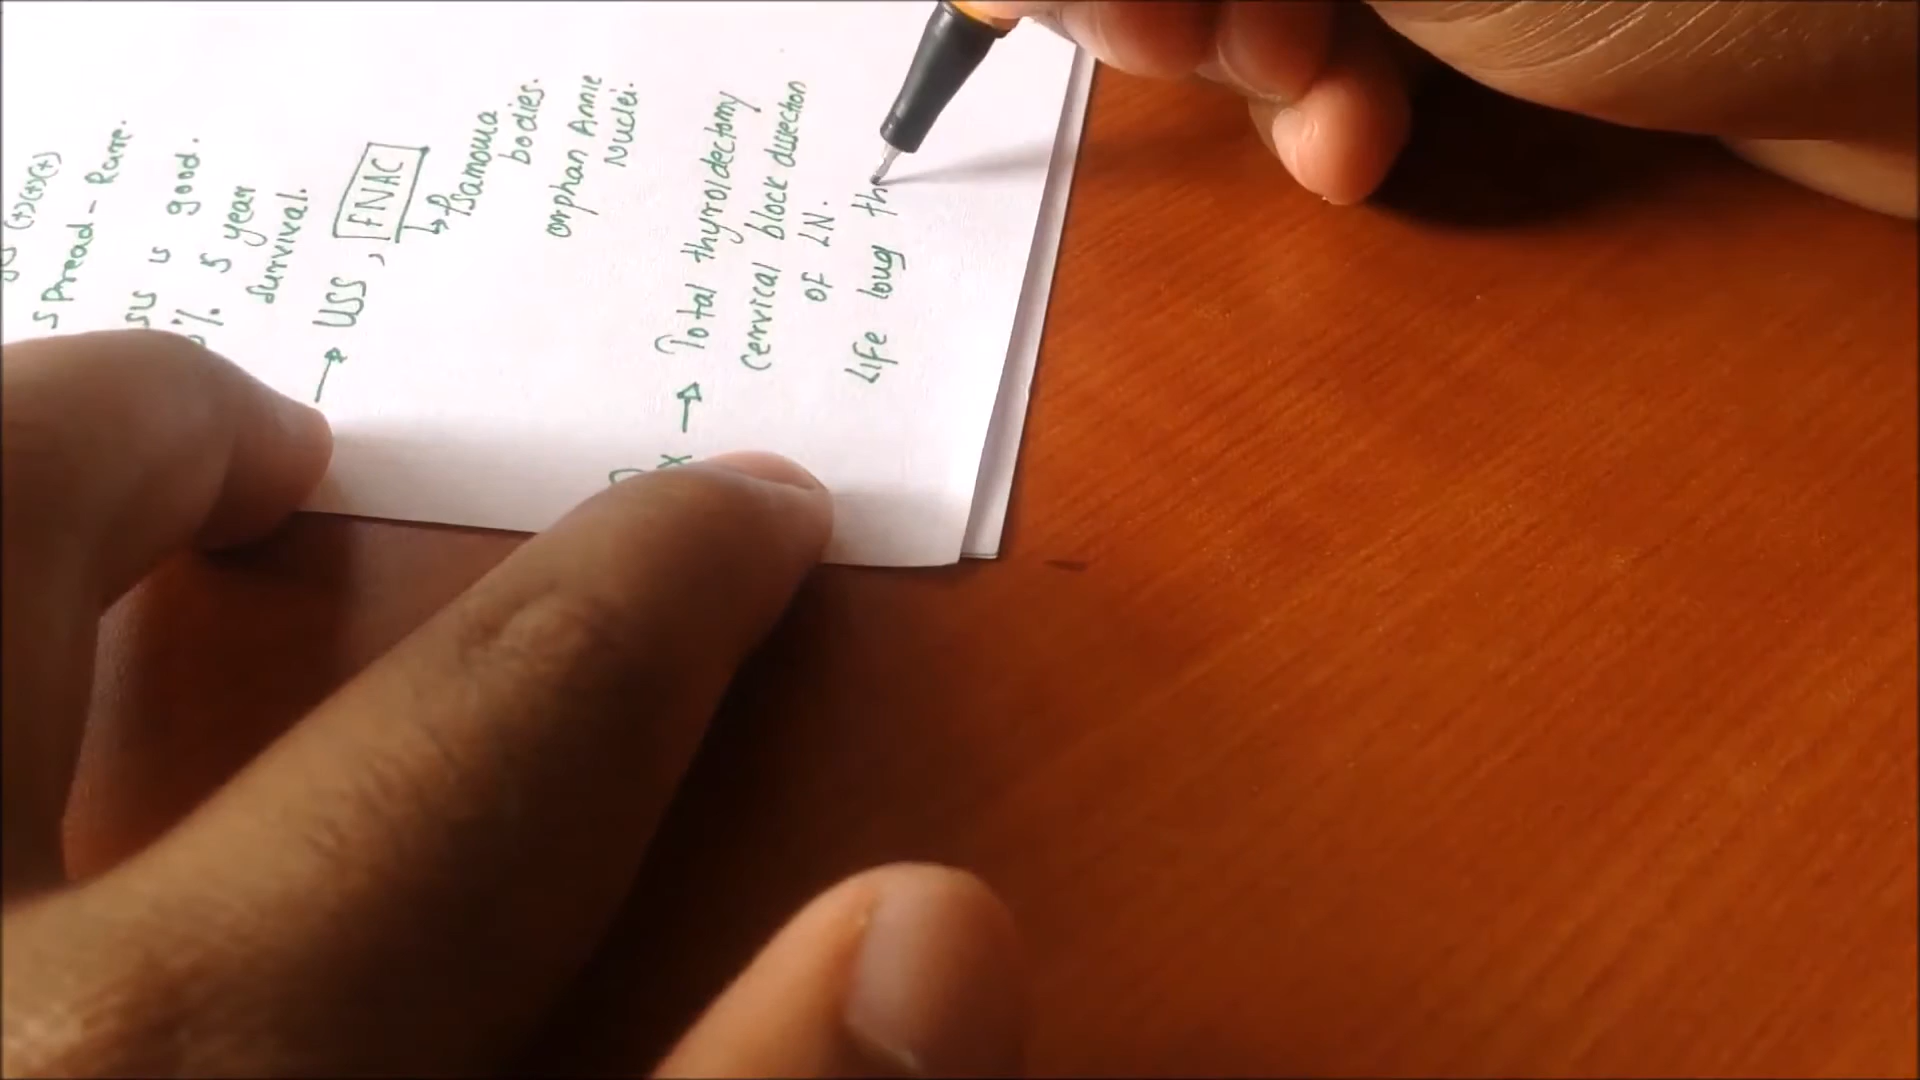 (+)(+)(+)
Spread - Rare.
is good.
% 5 year
survival.
→ USS, FNAC
↳ Psamouma
bodies.
orphan Annie
Nuclei.
x → Total thyroidectomy
cervical block dissection
of LN.
Life long th